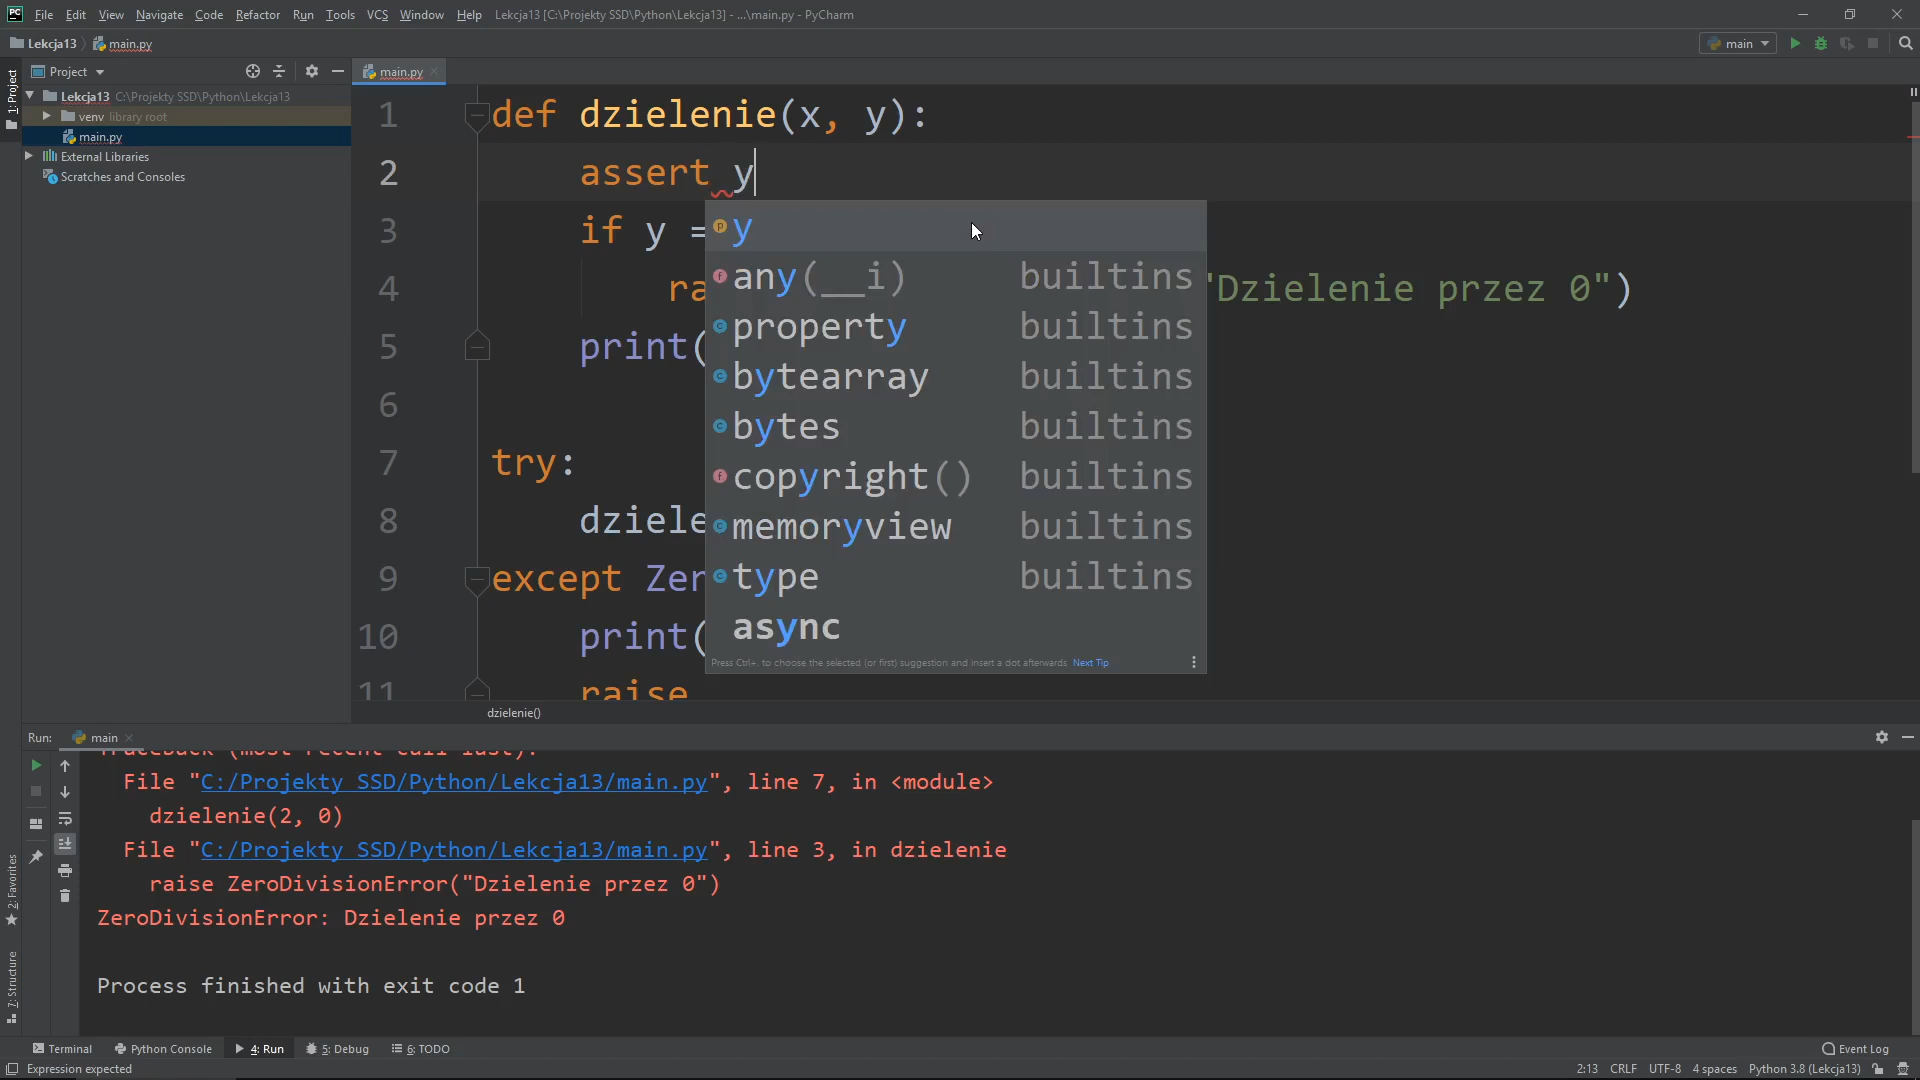 File Edit View Navigate Code Refactor Run Tools VCS Window Help Lekcja13 [C:\Projekty SSD\Python\Lekcja13] - ...\main.py - PyCharm
Lekcja13 main.py
main
Project
main.py
1: Project
Lekcja13 C:\Projekty SSD\Python\Lekcja13
venv library root
main.py
External Libraries
Scratches and Consoles
1 def dzielenie(x, y):
2 assert y
3 if y =
4 ra "Dzielenie przez 0")
5 print(
6
7 try:
8 dziele
9 except Zer
10 print(
11 raise
y
any(__i) builtins
property builtins
bytearray builtins
bytes builtins
copyright() builtins
memoryview builtins
type builtins
async
Press Ctrl+. to choose the selected (or first) suggestion and insert a dot afterwards Next Tip
dzielenie()
Run: main
Traceback (most recent call last):
File "C:/Projekty SSD/Python/Lekcja13/main.py", line 7, in <module>
dzielenie(2, 0)
File "C:/Projekty SSD/Python/Lekcja13/main.py", line 3, in dzielenie
raise ZeroDivisionError("Dzielenie przez 0")
ZeroDivisionError: Dzielenie przez 0
Process finished with exit code 1
2: Favorites
7: Structure
Terminal Python Console 4: Run 5: Debug 6: TODO Event Log
Expression expected 2:13 CRLF UTF-8 4 spaces Python 3.8 (Lekcja13)